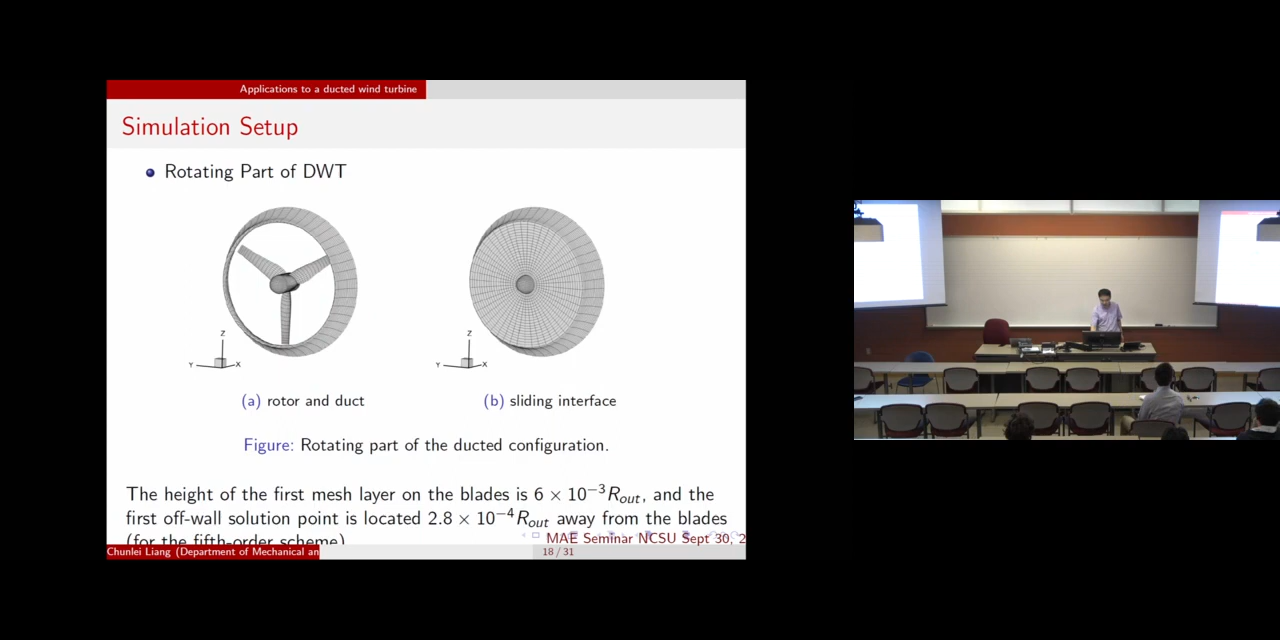 Applications to a ducted wind turbine
Simulation Setup
Rotating Part of DWT
Z
Y
X
Z
Y
X
(a) rotor and duct
(b) sliding interface
Figure: Rotating part of the ducted configuration.
The height of the first mesh layer on the blades is 6 × 10⁻³R_out, and the
first off-wall solution point is located 2.8 × 10⁻⁴R_out away from the blades
(for the fifth-order scheme)
MAE Seminar NCSU Sept 30, 2
Chunlei Liang (Department of Mechanical an
18 / 31